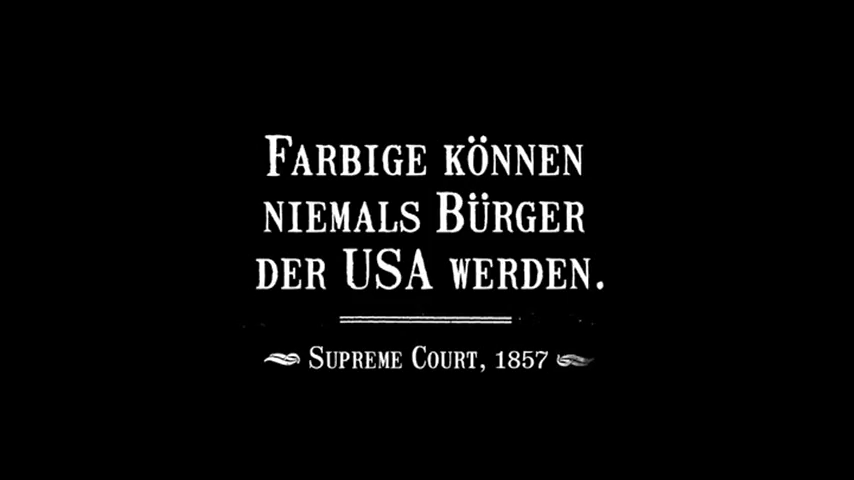 Farbige können
niemals Bürger
der USA werden.
Supreme Court, 1857